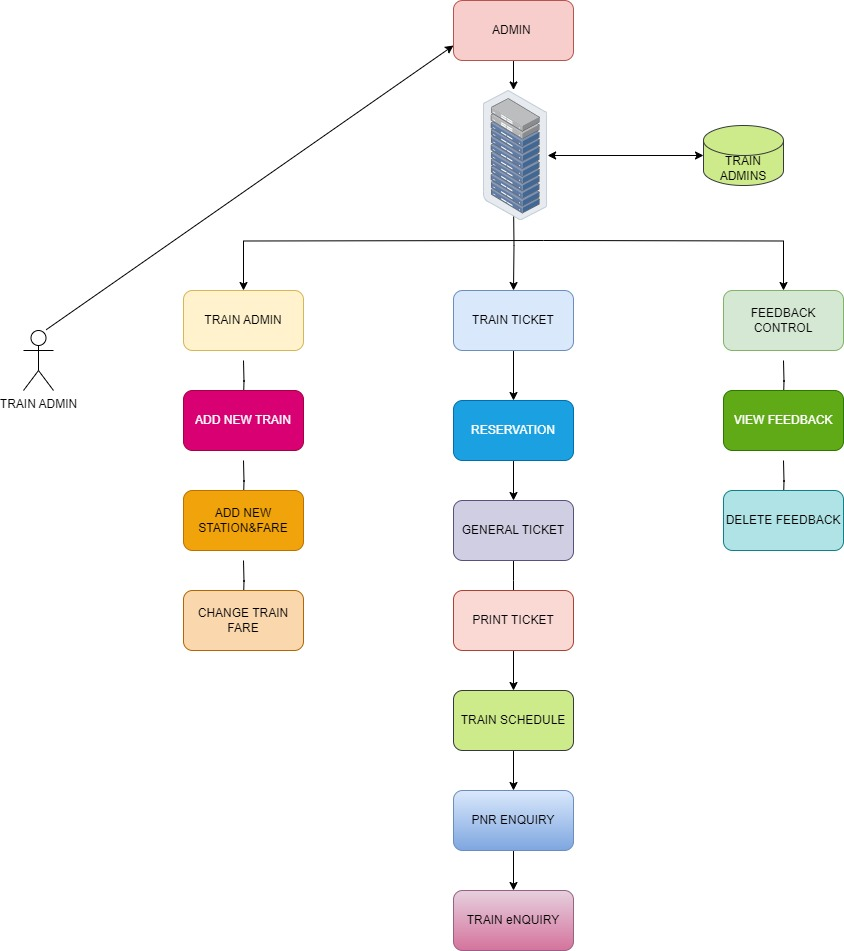 ADMIN
TRAIN
ADMINS
TRAIN ADMIN
TRAIN TICKET
FEEDBACK
CONTROL
TRAIN ADMIN
ADD NEW TRAIN
RESERVATION
VIEW FEEDBACK
ADD NEW
STATION&FARE
GENERAL TICKET
DELETE FEEDBACK
CHANGE TRAIN
FARE
PRINT TICKET
TRAIN SCHEDULE
PNR ENQUIRY
TRAIN eNQUIRY